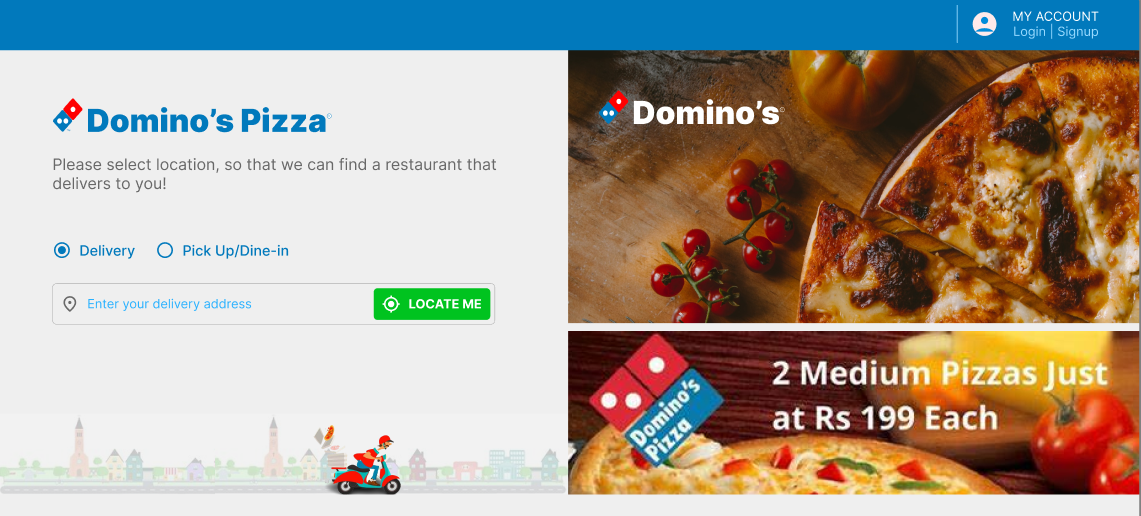 MY ACCOUNT
Login | Signup
Domino's Pizza
Please select location, so that we can find a restaurant that
delivers to you!
Delivery
Pick Up/Dine-in
Enter your delivery address
LOCATE ME
Domino's
Domino's
Pizza
2 Medium Pizzas Just
at Rs 199 Each